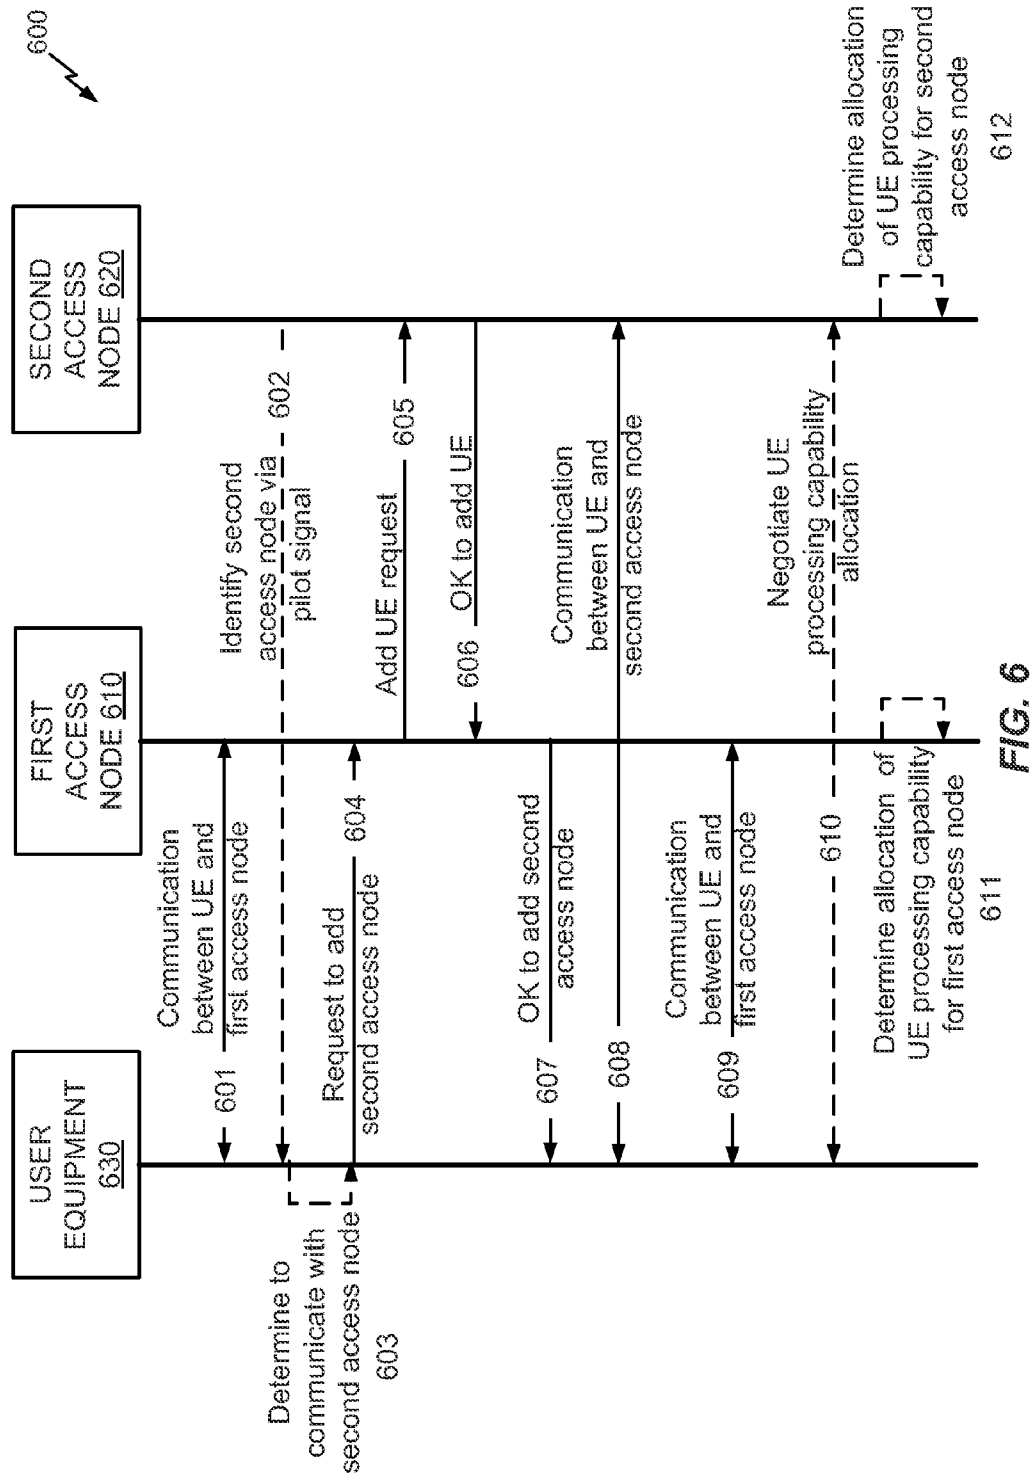 600
USER
EQUIPMENT
630
FIRST
ACCESS
NODE 610
SECOND
ACCESS
NODE 620
Communication
between UE and
first access node
601
Identify second
access node via
pilot signal
602
Determine to
communicate with
second access node
603
Request to add
second access node
604
Add UE request
605
OK to add UE
606
OK to add second
access node
607
Communication
between UE and
second access node
608
Communication
between UE and
first access node
609
Negotiate UE
processing capability
allocation
610
Determine allocation of
UE processing capability
for first access node
611
Determine allocation
of UE processing
capability for second
access node
612
FIG. 6